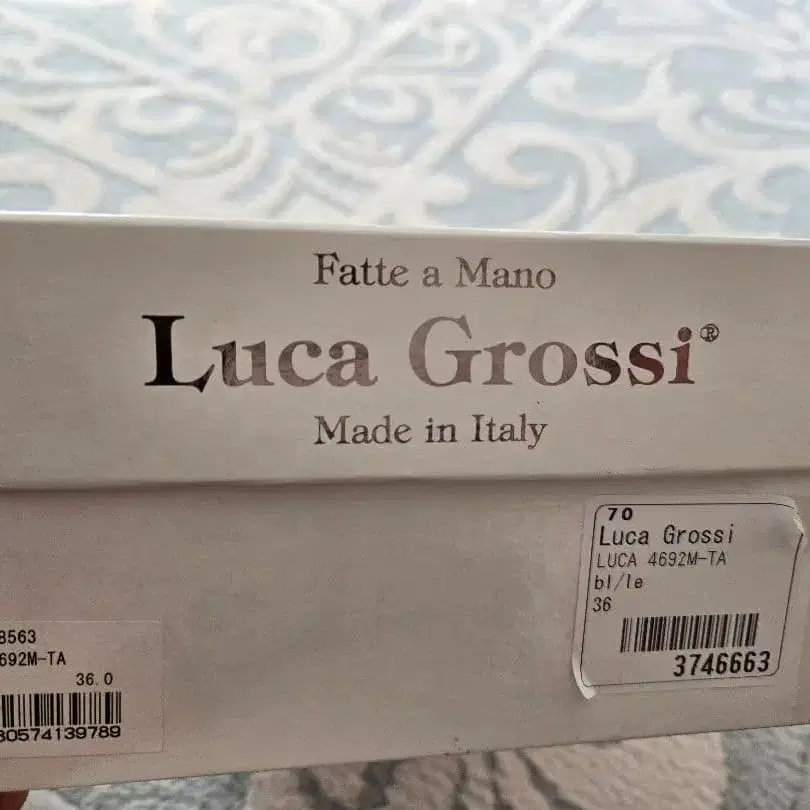 Fatte a Mano
Luca Grossi®
Made in Italy
70
Luca Grossi
LUCA 4692M-TA
bl/le
36
3746663
8563
692M-TA
36.0
30574139789